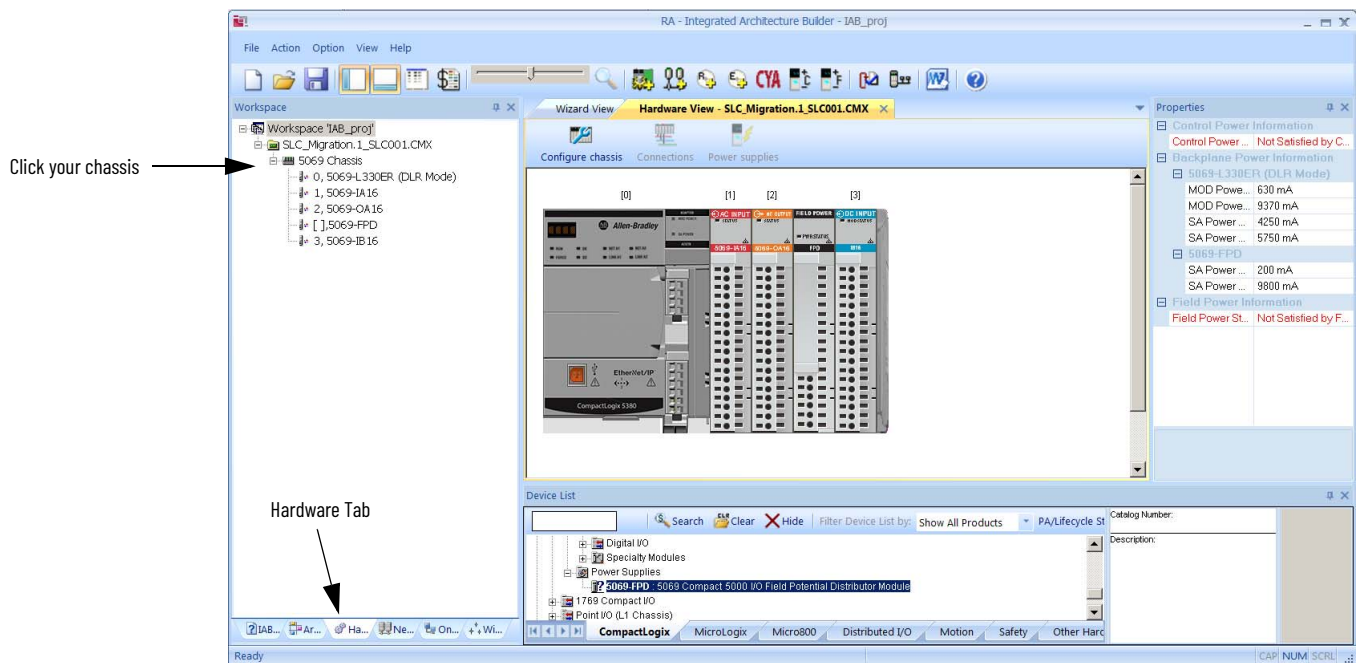 RA - Integrated Architecture Builder - IAB_proj
File Action Option View Help
CYA
Workspace
Workspace 'IAB_proj'
SLC_Migration.1_SLC001.CMX
5069 Chassis
0, 5069-L330ER (DLR Mode)
1, 5069-IA16
2, 5069-OA16
[ ],5069-FPD
3, 5069-IB16
Click your chassis
Hardware Tab
IAB... Ar... Ha... Ne... On... Wi...
Wizard View Hardware View - SLC_Migration.1_SLC001.CMX
Configure chassis Connections Power supplies
[0] [1] [2] [3]
Allen-Bradley
AC INPUT AC OUTPUT FIELD POWER DC INPUT
5069-IA16 5069-OA16 FPD IB16
EtherNet/IP
CompactLogix 5380
Properties
Control Power Information
Control Power ... Not Satisfied by C...
Backplane Power Information
5069-L330ER (DLR Mode)
MOD Powe... 630 mA
MOD Powe... 9370 mA
SA Power ... 4250 mA
SA Power ... 5750 mA
5069-FPD
SA Power ... 200 mA
SA Power ... 9800 mA
Field Power Information
Field Power St... Not Satisfied by F...
Device List
Search Clear Hide Filter Device List by: Show All Products PA/Lifecycle St
Digital I/O
Specialty Modules
Power Supplies
5069-FPD : 5069 Compact 5000 I/O Field Potential Distributor Module
1769 Compact I/O
Point I/O (L1 Chassis)
Catalog Number:
Description:
CompactLogix MicroLogix Micro800 Distributed I/O Motion Safety Other Harc
Ready
CAP NUM SCRL